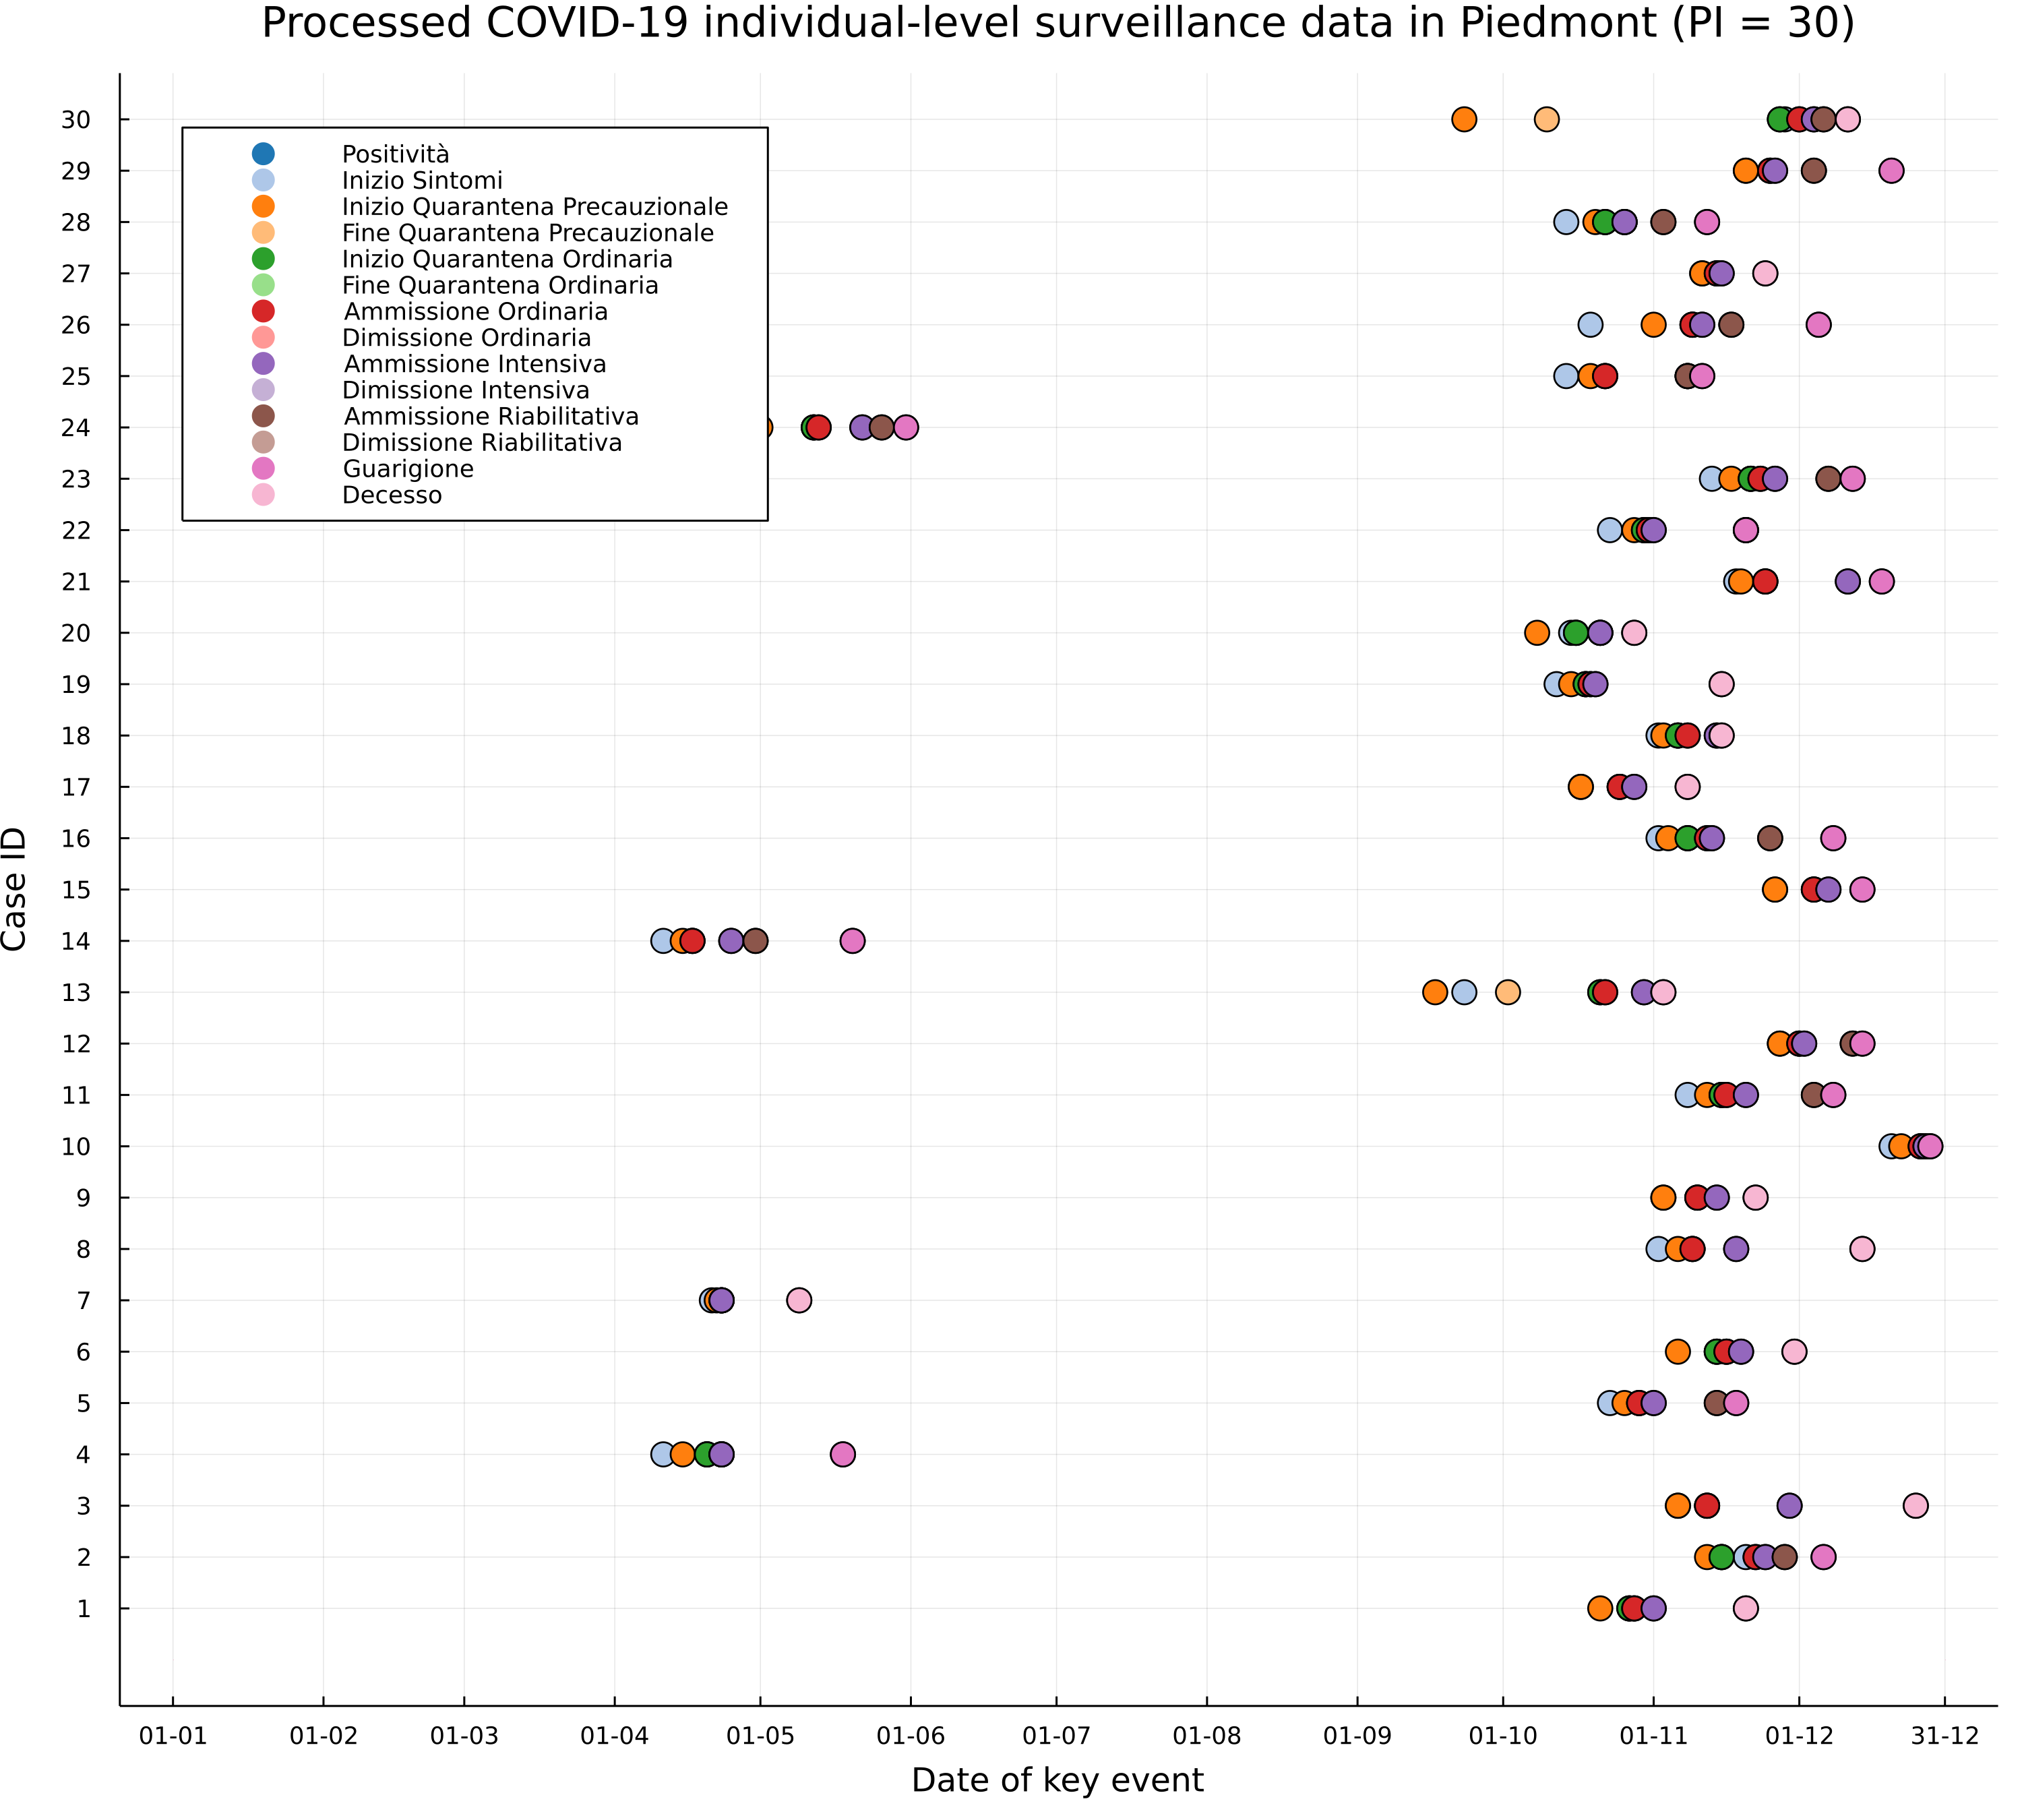 Processed COVID-19 individual-level surveillance data in Piedmont (PI = 30)
Positività
Inizio Sintomi
Inizio Quarantena Precauzionale
Fine Quarantena Precauzionale
Inizio Quarantena Ordinaria
Fine Quarantena Ordinaria
Ammissione Ordinaria
Dimissione Ordinaria
Ammissione Intensiva
Dimissione Intensiva
Ammissione Riabilitativa
Dimissione Riabilitativa
Guarigione
Decesso
Case ID
30
29
28
27
26
25
24
23
22
21
20
19
18
17
16
15
14
13
12
11
10
9
8
7
6
5
4
3
2
1
01-01 01-02 01-03 01-04 01-05 01-06 01-07 01-08 01-09 01-10 01-11 01-12 31-12
Date of key event